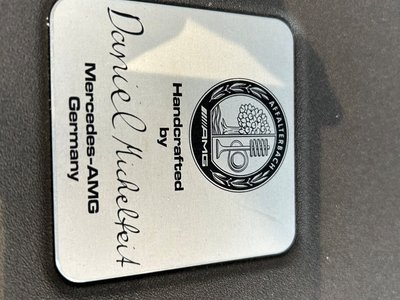 AFFALTERBACH
AMG
Handcrafted
by
Daniel Michelfeit
Mercedes-AMG
Germany